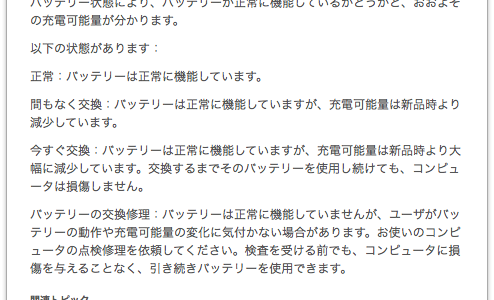 バッテリー状態により、バッテリーが正常に機能しているかどうかと、おおよそ
の充電可能量が分かります。
以下の状態があります：
正常：バッテリーは正常に機能しています。
間もなく交換：バッテリーは正常に機能していますが、充電可能量は新品時より
減少しています。
今すぐ交換：バッテリーは正常に機能していますが、充電可能量は新品時より大
幅に減少しています。交換するまでそのバッテリーを使用し続けても、コンピュ
ータは損傷しません。
バッテリーの交換修理：バッテリーは正常に機能していませんが、ユーザがバッ
テリーの動作や充電可能量の変化に気付かない場合があります。お使いのコンピ
ュータの点検修理を依頼してください。検査を受ける前でも、コンピュータに損
傷を与えることなく、引き続きバッテリーを使用できます。
関連トピック